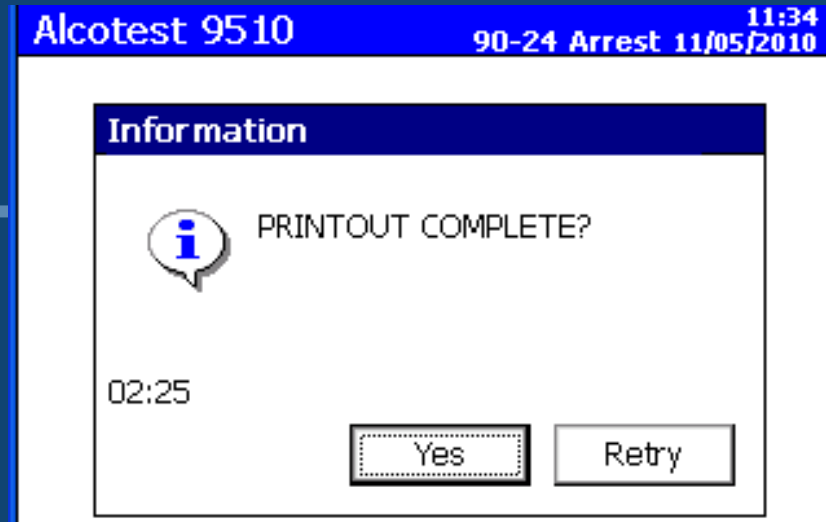 Alcotest 9510
11:34
90-24 Arrest 11/05/2010
Information
i
PRINTOUT COMPLETE?
02:25
Yes
Retry